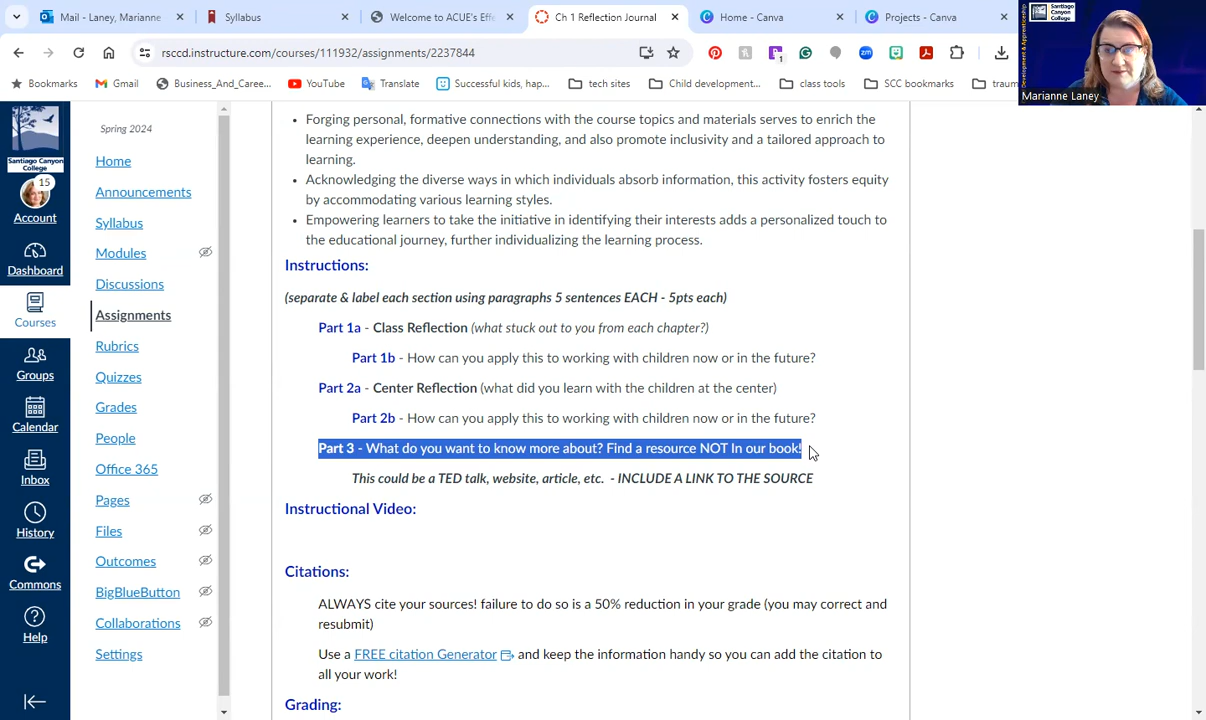 Mail - Laney, Marianne
Syllabus
Welcome to ACUE's Effe
Ch 1 Reflection Journal
Home - Canva
Projects - Canva
rsccd.instructure.com/courses/111932/assignments/2237844
Bookmarks
Gmail
Business_And_Caree...
YouTube
Translate
Successful kids, hap...
tech sites
Child development...
class tools
SCC bookmarks
traum
Santiago Canyon College
Development & Apprenticeship
Marianne Laney
Santiago Canyon College
15
Account
Dashboard
Courses
Groups
Calendar
Inbox
History
Commons
Help
Spring 2024
Home
Announcements
Syllabus
Modules
Discussions
Assignments
Rubrics
Quizzes
Grades
People
Office 365
Pages
Files
Outcomes
BigBlueButton
Collaborations
Settings
• Forging personal, formative connections with the course topics and materials serves to enrich the
learning experience, deepen understanding, and also promote inclusivity and a tailored approach to
learning.
• Acknowledging the diverse ways in which individuals absorb information, this activity fosters equity
by accommodating various learning styles.
• Empowering learners to take the initiative in identifying their interests adds a personalized touch to
the educational journey, further individualizing the learning process.
Instructions:
(separate & label each section using paragraphs 5 sentences EACH - 5pts each)
Part 1a - Class Reflection (what stuck out to you from each chapter?)
Part 1b - How can you apply this to working with children now or in the future?
Part 2a - Center Reflection (what did you learn with the children at the center)
Part 2b - How can you apply this to working with children now or in the future?
Part 3 - What do you want to know more about? Find a resource NOT In our book!
This could be a TED talk, website, article, etc. - INCLUDE A LINK TO THE SOURCE
Instructional Video:
Citations:
ALWAYS cite your sources! failure to do so is a 50% reduction in your grade (you may correct and
resubmit)
Use a FREE citation Generator and keep the information handy so you can add the citation to
all your work!
Grading: